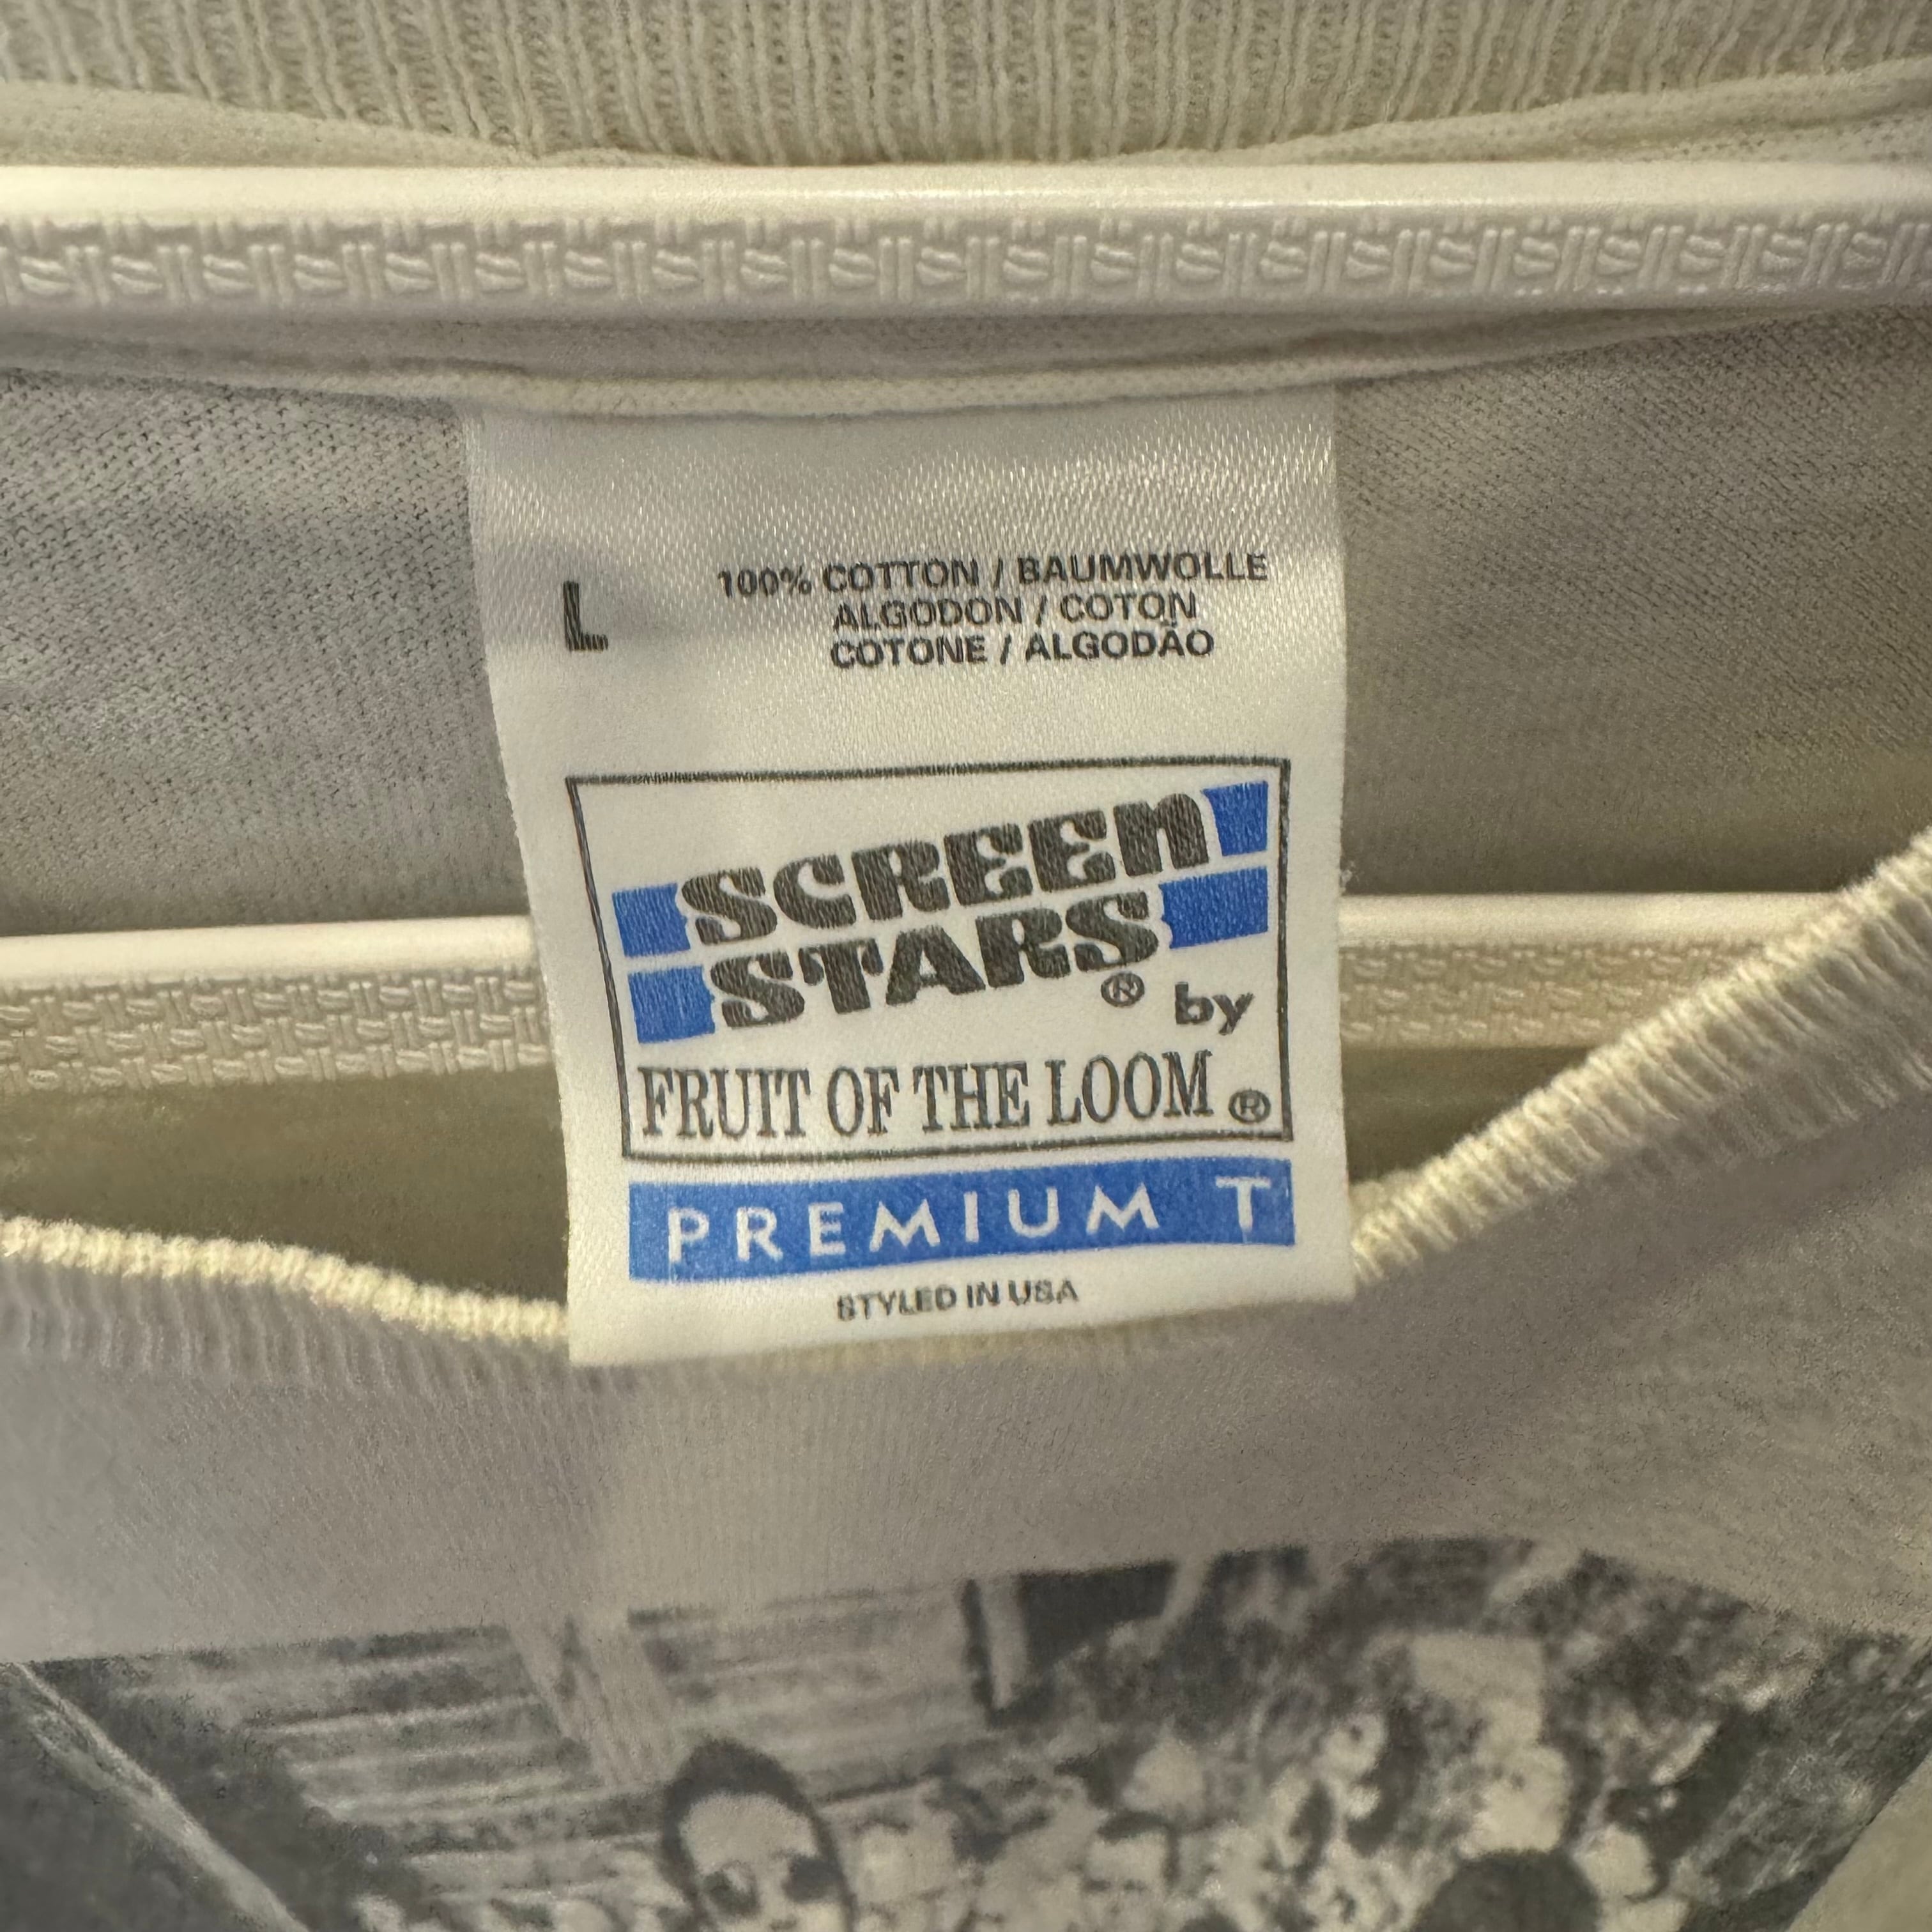 L
100% COTTON / BAUMWOLLE
ALGODON / COTON
COTONE / ALGODÃO
SCREEN
STARS® by
FRUIT OF THE LOOM®
PREMIUM T
STYLED IN USA